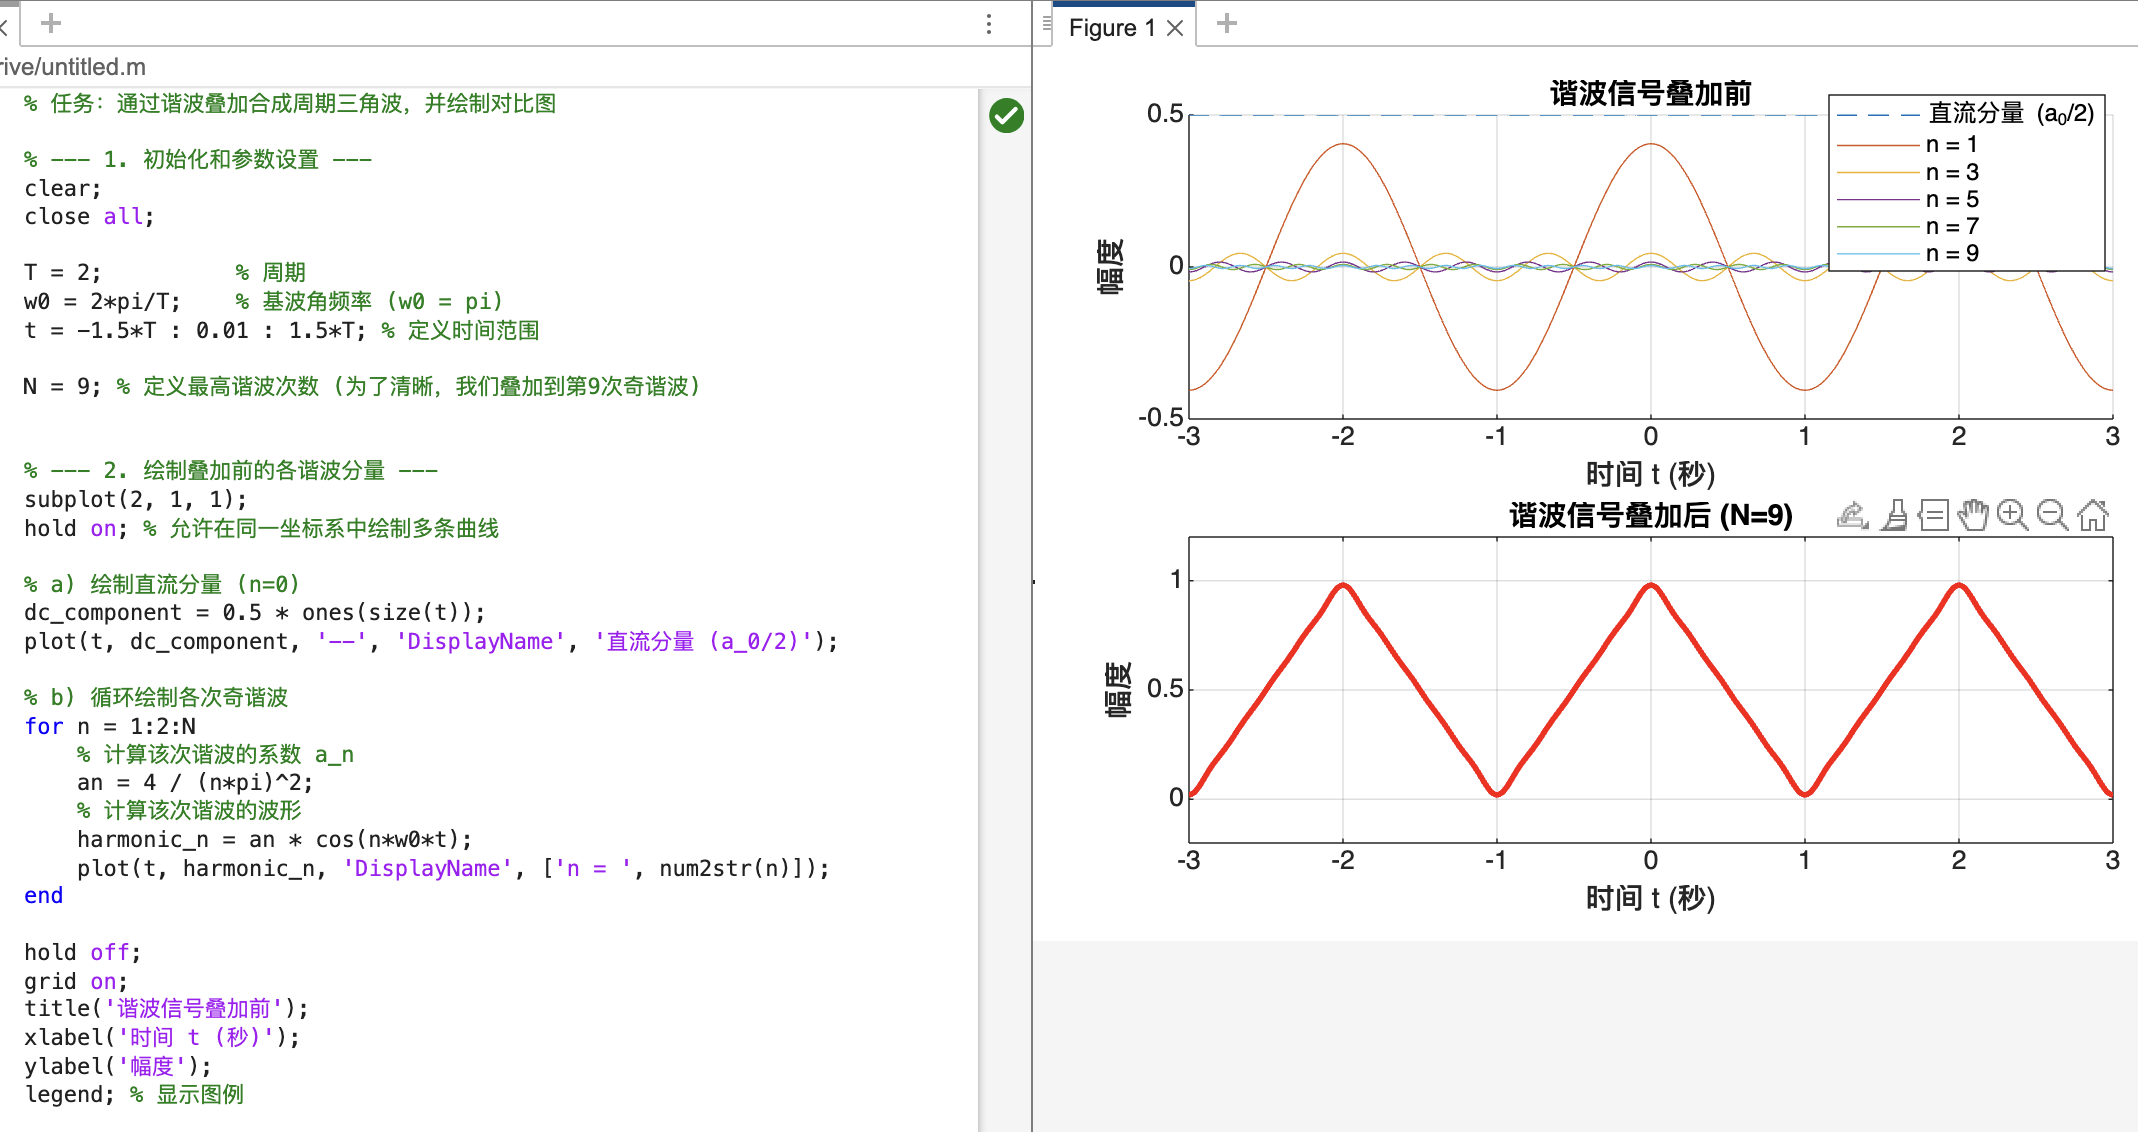 rive/untitled.m
% 任务：通过谐波叠加合成周期三角波，并绘制对比图
% --- 1. 初始化和参数设置 ---
clear;
close all;
T = 2;          % 周期
w0 = 2*pi/T;    % 基波角频率 (w0 = pi)
t = -1.5*T : 0.01 : 1.5*T; % 定义时间范围
N = 9; % 定义最高谐波次数 (为了清晰，我们叠加到第9次奇谐波)
% --- 2. 绘制叠加前的各谐波分量 ---
subplot(2, 1, 1);
hold on; % 允许在同一坐标系中绘制多条曲线
% a) 绘制直流分量 (n=0)
dc_component = 0.5 * ones(size(t));
plot(t, dc_component, '--', 'DisplayName', '直流分量 (a_0/2)');
% b) 循环绘制各次奇谐波
for n = 1:2:N
    % 计算该次谐波的系数 a_n
    an = 4 / (n*pi)^2;
    % 计算该次谐波的波形
    harmonic_n = an * cos(n*w0*t);
    plot(t, harmonic_n, 'DisplayName', ['n = ', num2str(n)]);
end
hold off;
grid on;
title('谐波信号叠加前');
xlabel('时间 t (秒)');
ylabel('幅度');
legend; % 显示图例
Figure 1
谐波信号叠加前
直流分量 (a₀/2)
n = 1
n = 3
n = 5
n = 7
n = 9
0.5
0
-0.5
幅度
-3 -2 -1 0 1 2 3
时间 t (秒)
谐波信号叠加后 (N=9)
1
0.5
0
幅度
-3 -2 -1 0 1 2 3
时间 t (秒)